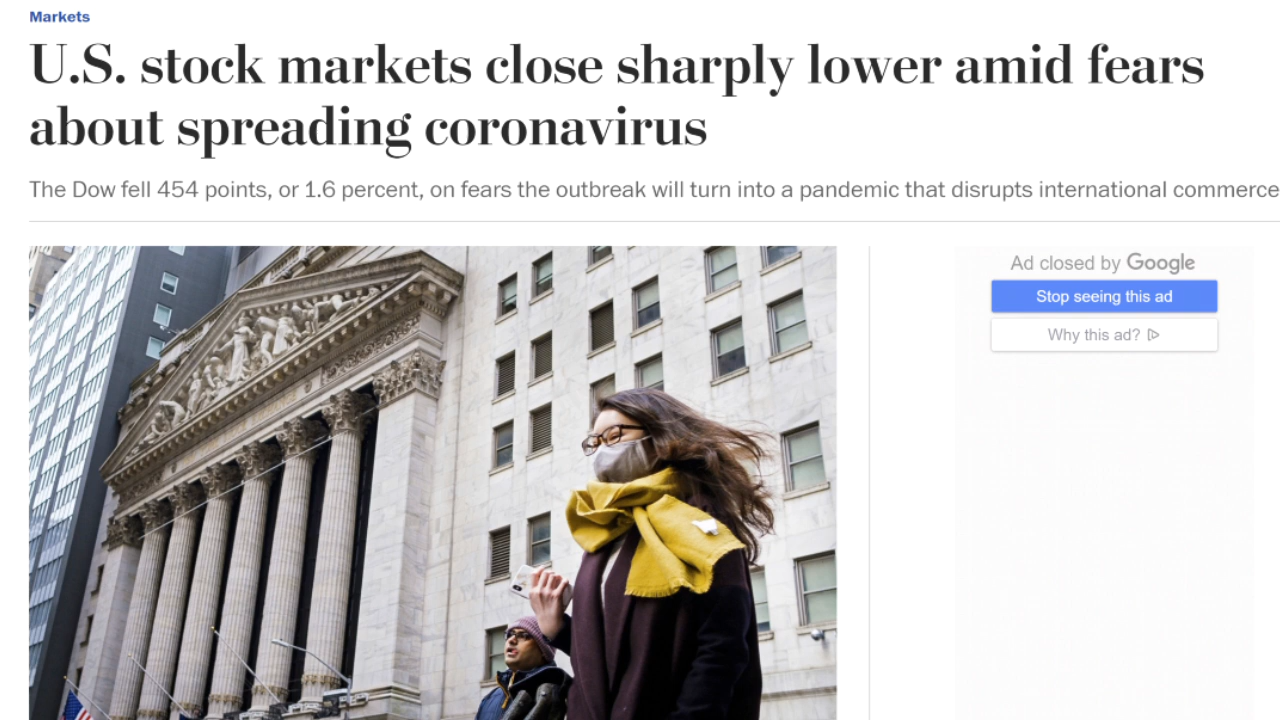 Markets
U.S. stock markets close sharply lower amid fears
about spreading coronavirus
The Dow fell 454 points, or 1.6 percent, on fears the outbreak will turn into a pandemic that disrupts international commerce
Ad closed by Google
Stop seeing this ad
Why this ad?